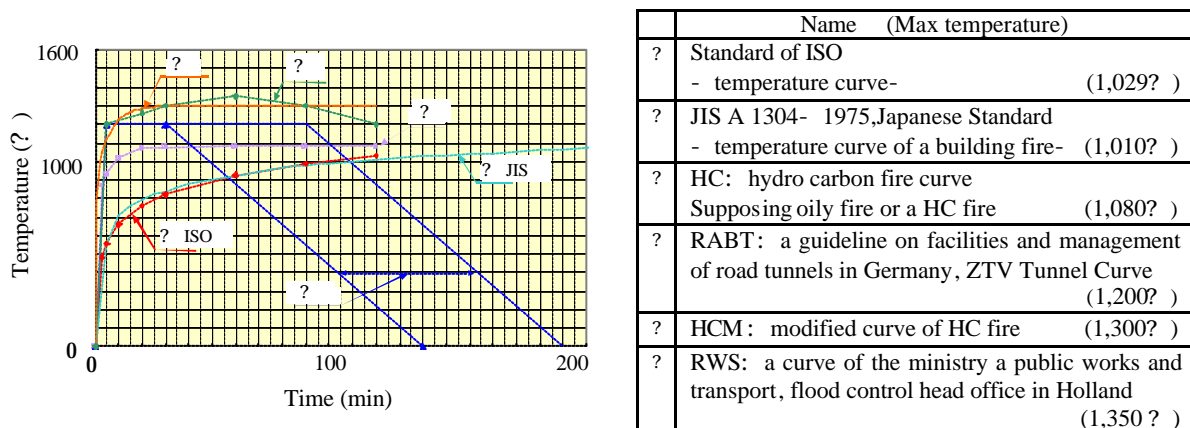 1600
1000
0
0
100
200
Temperature (? )
Time (min)
?
?
?
? JIS
? ISO
?
Name (Max temperature)
? Standard of ISO
- temperature curve- (1,029? )
? JIS A 1304- 1975,Japanese Standard
- temperature curve of a building fire- (1,010? )
? HC: hydro carbon fire curve
Supposing oily fire or a HC fire (1,080? )
? RABT: a guideline on facilities and management
of road tunnels in Germany, ZTV Tunnel Curve
(1,200? )
? HCM: modified curve of HC fire (1,300? )
? RWS: a curve of the ministry a public works and
transport, flood control head office in Holland
(1,350 ? )